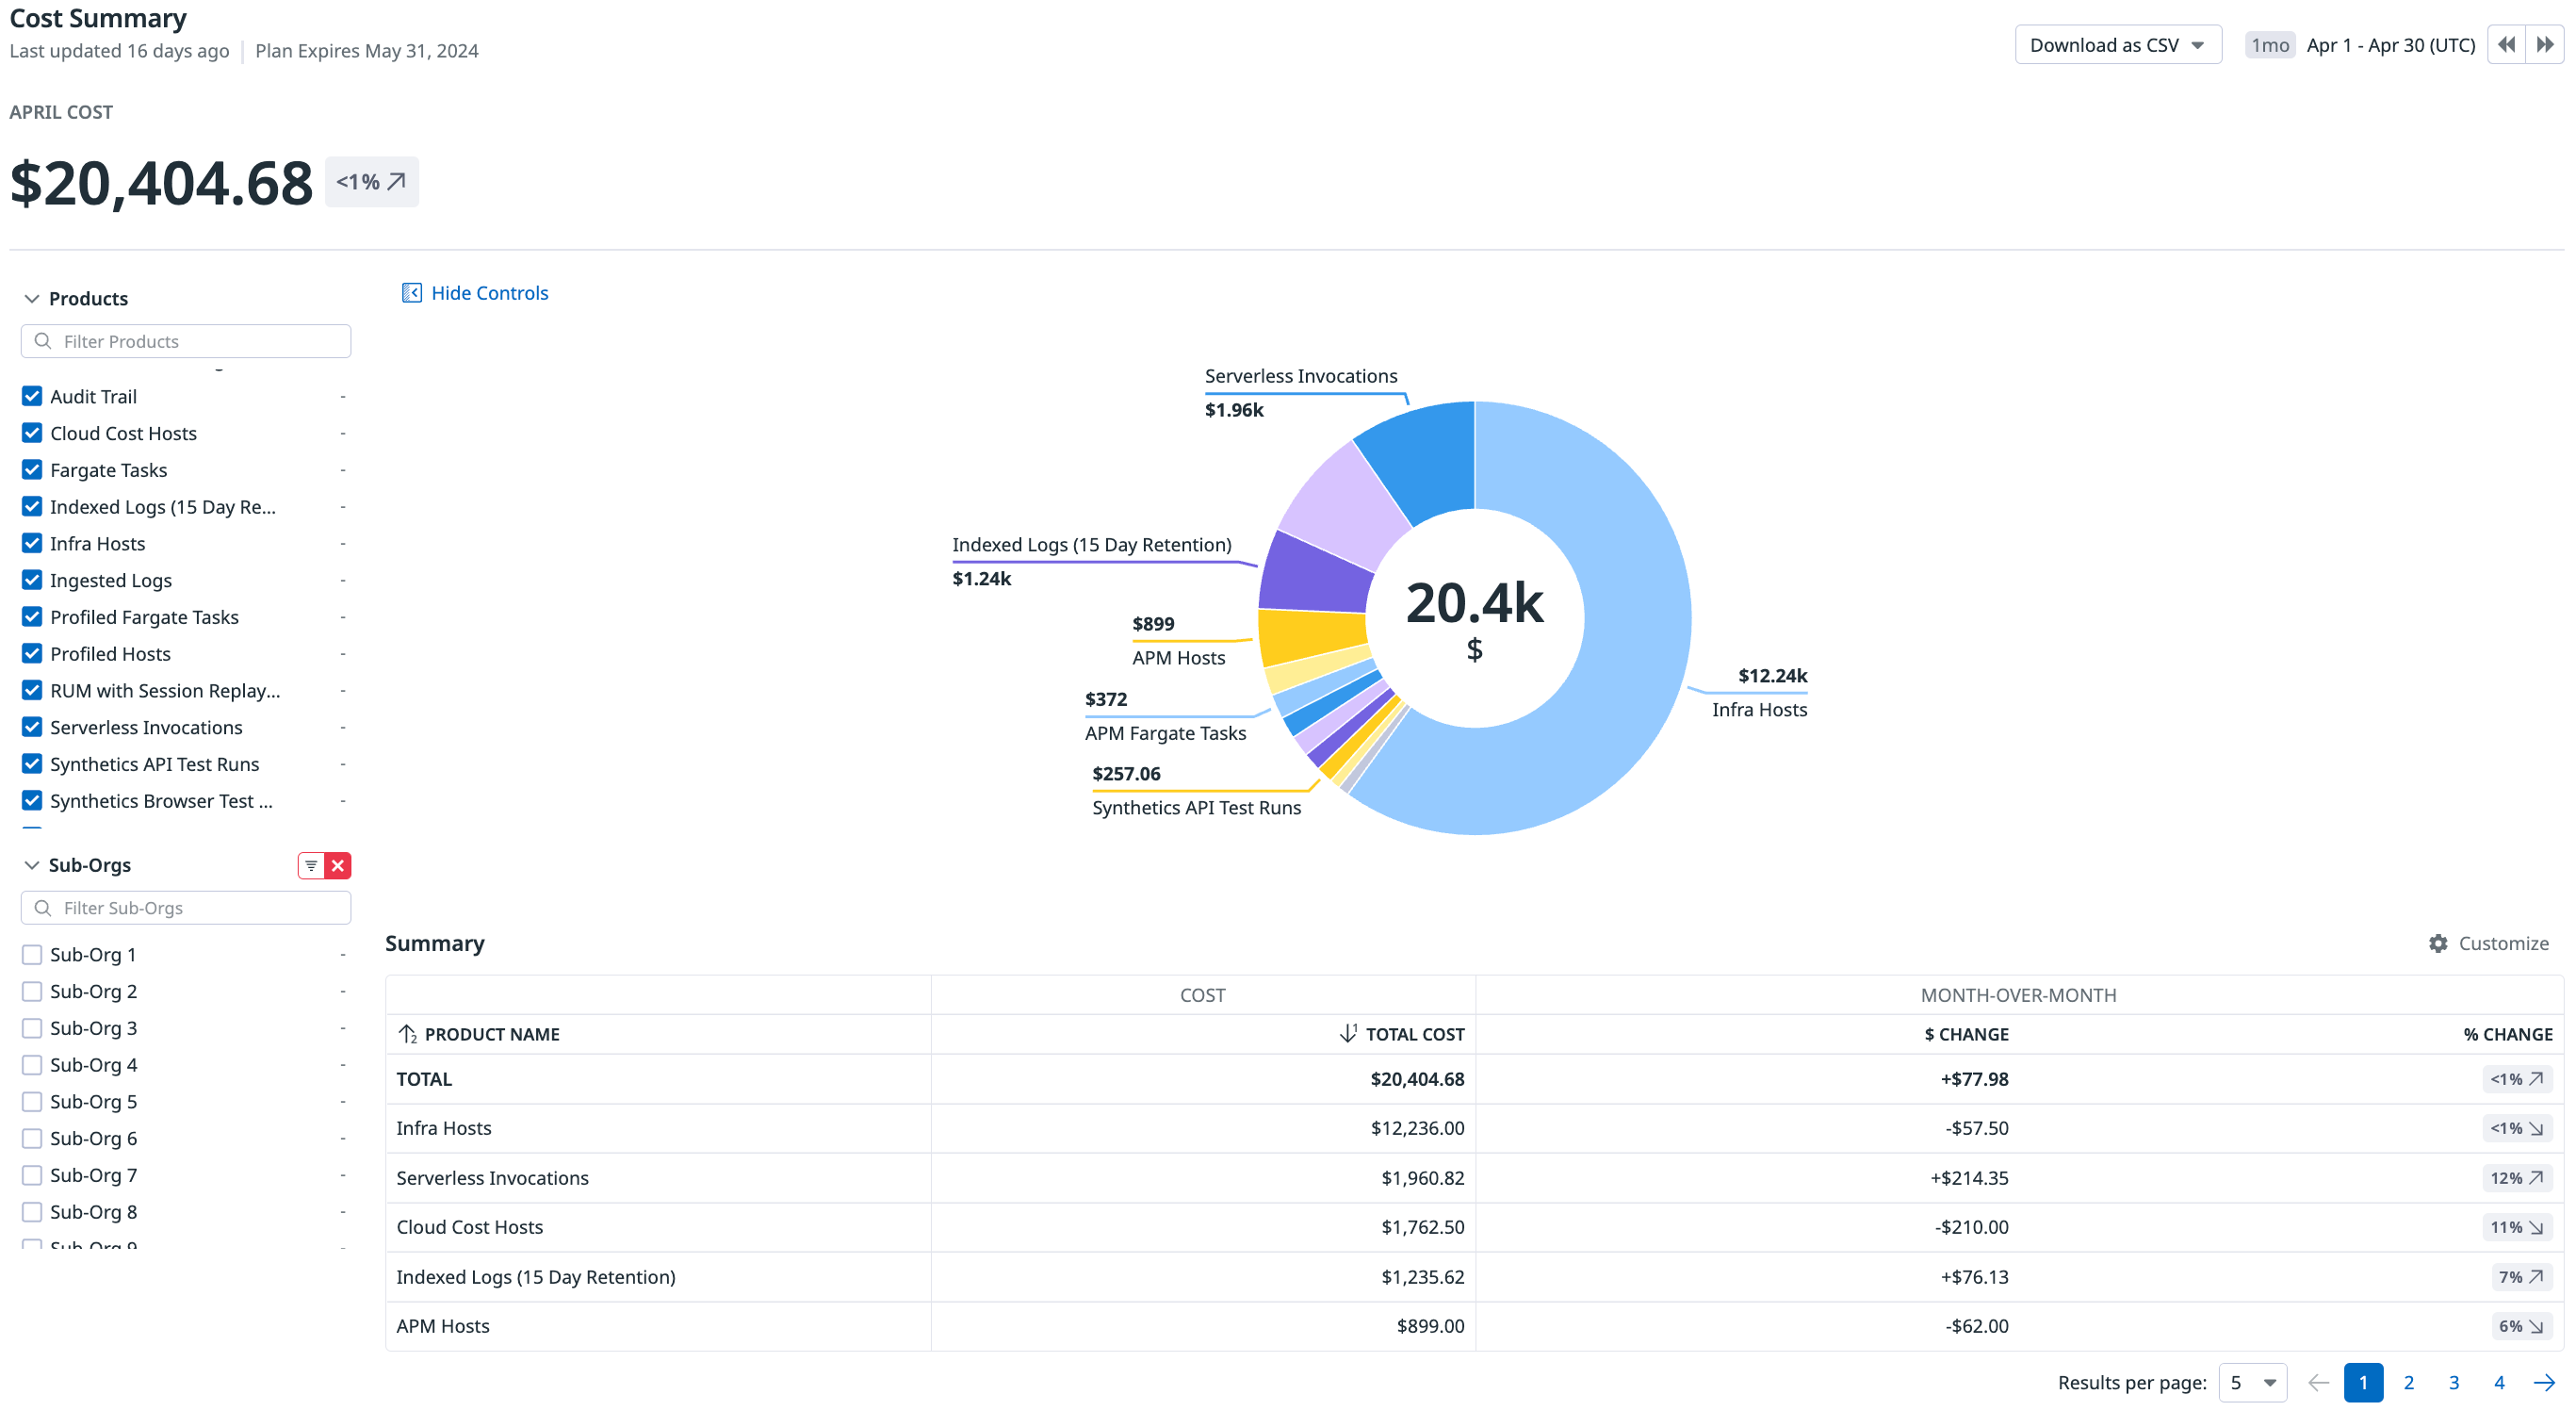 Cost Summary
Last updated 16 days ago | Plan Expires May 31, 2024
Download as CSV
1mo Apr 1 - Apr 30 (UTC)
APRIL COST
$20,404.68 <1%
Products
Filter Products
Audit Trail -
Cloud Cost Hosts -
Fargate Tasks -
Indexed Logs (15 Day Re... -
Infra Hosts -
Ingested Logs -
Profiled Fargate Tasks -
Profiled Hosts -
RUM with Session Replay... -
Serverless Invocations -
Synthetics API Test Runs -
Synthetics Browser Test ... -
Sub-Orgs
Filter Sub-Orgs
Sub-Org 1 -
Sub-Org 2 -
Sub-Org 3 -
Sub-Org 4 -
Sub-Org 5 -
Sub-Org 6 -
Sub-Org 7 -
Sub-Org 8 -
Sub-Org 9 -
Hide Controls
Serverless Invocations
$1.96k
Indexed Logs (15 Day Retention)
$1.24k
$899
APM Hosts
$372
APM Fargate Tasks
$257.06
Synthetics API Test Runs
20.4k
$
$12.24k
Infra Hosts
Summary
Customize
COST MONTH-OVER-MONTH
2 PRODUCT NAME 1 TOTAL COST $ CHANGE % CHANGE
TOTAL $20,404.68 +$77.98 <1%
Infra Hosts $12,236.00 -$57.50 <1%
Serverless Invocations $1,960.82 +$214.35 12%
Cloud Cost Hosts $1,762.50 -$210.00 11%
Indexed Logs (15 Day Retention) $1,235.62 +$76.13 7%
APM Hosts $899.00 -$62.00 6%
Results per page: 5 1 2 3 4